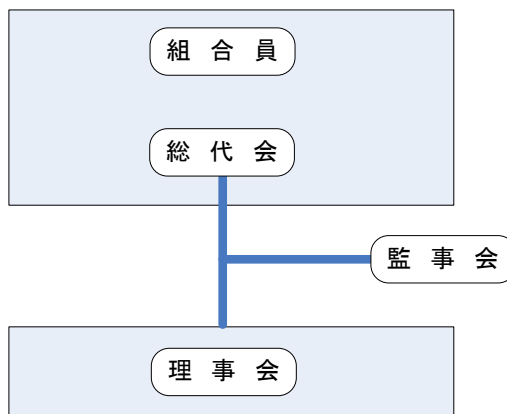 組 合 員
総 代 会
監 事 会
理 事 会